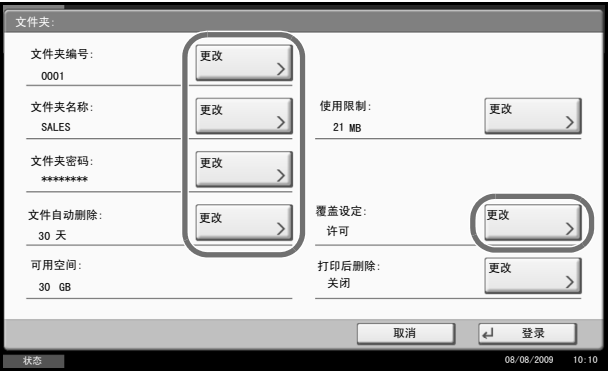 文件夹:
文件夹编号:
更改
0001
文件夹名称:
更改
SALES
使用限制:
更改
21 MB
文件夹密码:
更改
********
文件自动删除:
更改
30 天
覆盖设定:
更改
许可
可用空间:
30 GB
打印后删除:
更改
关闭
取消
登录
状态
08/08/2009 10:10